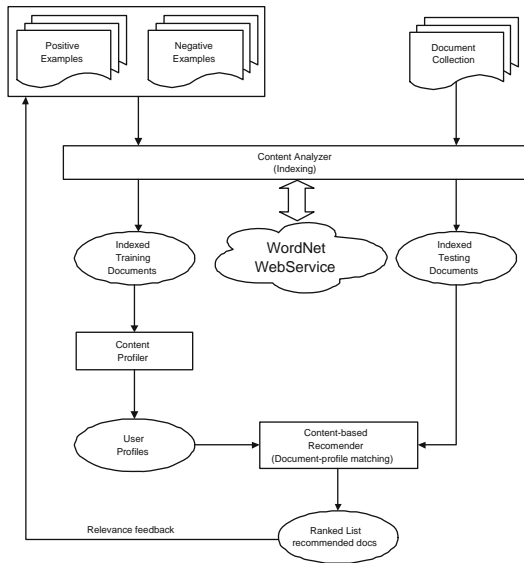 Positive
Examples
Negative
Examples
Document
Collection
Content Analyzer
(Indexing)
WordNet
WebService
Indexed
Training
Documents
Indexed
Testing
Documents
Content
Profiler
User
Profiles
Content-based
Recomender
(Document-profile matching)
Relevance feedback
Ranked List
recommended docs